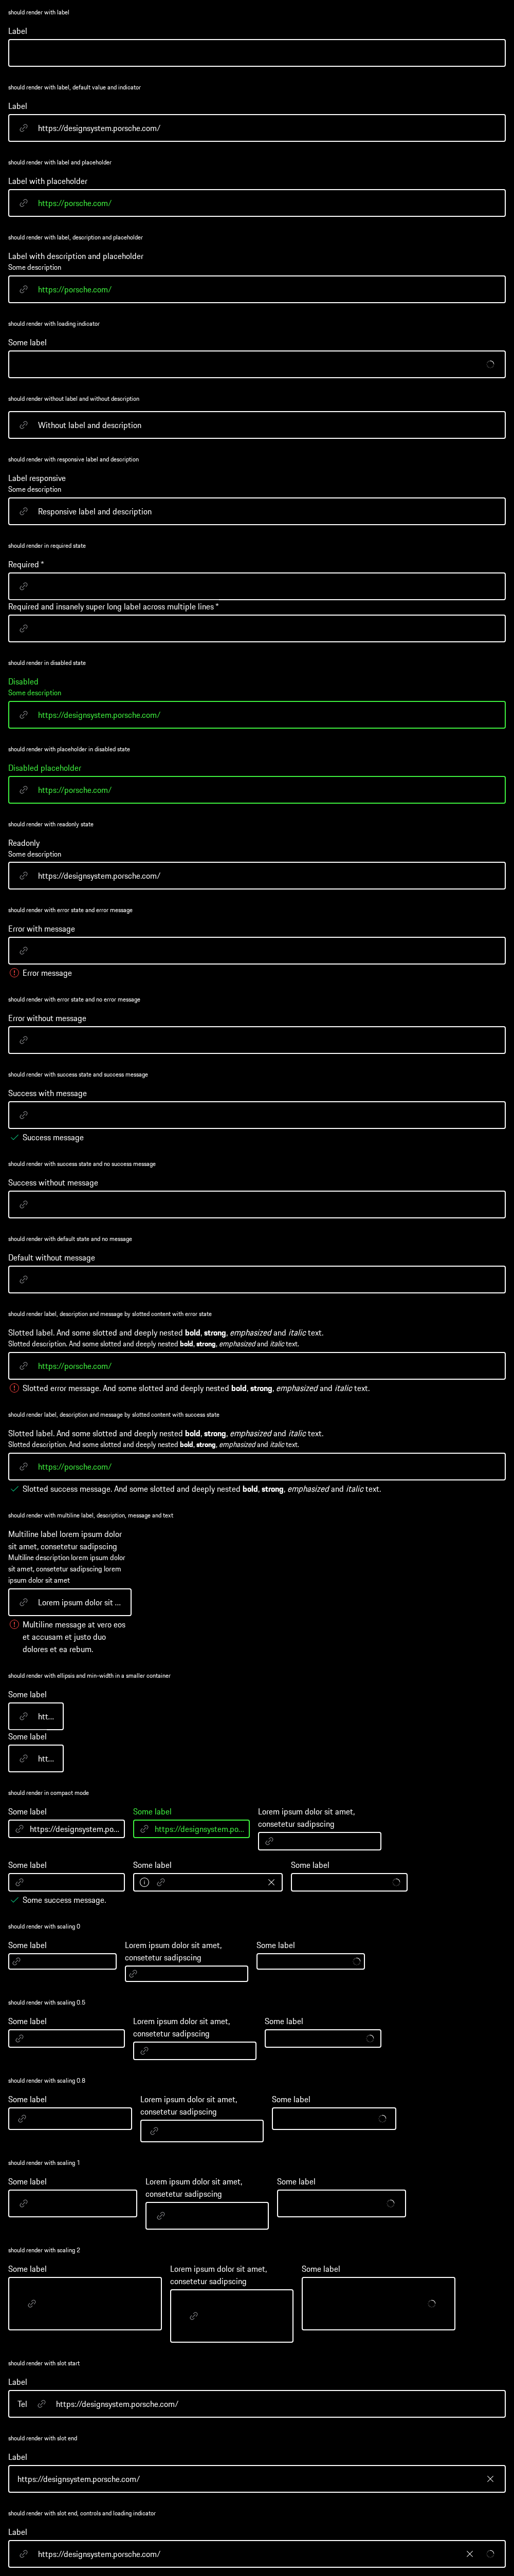 should render with label
Label
should render with label, default value and indicator
Label
https://designsystem.porsche.com/
should render with label and placeholder
Label with placeholder
https://porsche.com/
should render with label, description and placeholder
Label with description and placeholder
Some description
https://porsche.com/
should render with loading indicator
Some label
should render without label and without description
Without label and description
should render with responsive label and description
Label responsive
Some description
Responsive label and description
should render in required state
Required *
Required and insanely super long label across multiple lines *
should render in disabled state
Disabled
Some description
https://designsystem.porsche.com/
should render with placeholder in disabled state
Disabled placeholder
https://porsche.com/
should render with readonly state
Readonly
Some description
https://designsystem.porsche.com/
should render with error state and error message
Error with message
Error message
should render with error state and no error message
Error without message
should render with success state and success message
Success with message
Success message
should render with success state and no success message
Success without message
should render with default state and no message
Default without message
should render label, description and message by slotted content with error state
Slotted label. And some slotted and deeply nested bold, strong, emphasized and italic text.
Slotted description. And some slotted and deeply nested bold, strong, emphasized and italic text.
https://porsche.com/
Slotted error message. And some slotted and deeply nested bold, strong, emphasized and italic text.
should render label, description and message by slotted content with success state
Slotted label. And some slotted and deeply nested bold, strong, emphasized and italic text.
Slotted description. And some slotted and deeply nested bold, strong, emphasized and italic text.
https://porsche.com/
Slotted success message. And some slotted and deeply nested bold, strong, emphasized and italic text.
should render with multiline label, description, message and text
Multiline label lorem ipsum dolor
sit amet, consetetur sadipscing
Multiline description lorem ipsum dolor
sit amet, consetetur sadipscing lorem
ipsum dolor sit amet
Lorem ipsum dolor sit ...
Multiline message at vero eos
et accusam et justo duo
dolores et ea rebum.
should render with ellipsis and min-width in a smaller container
Some label
htt...
Some label
htt...
should render in compact mode
Some label
https://designsystem.po...
Some label
https://designsystem.po...
Lorem ipsum dolor sit amet,
consetetur sadipscing
Some label
Some success message.
Some label
Some label
should render with scaling 0
Some label
Lorem ipsum dolor sit amet,
consetetur sadipscing
Some label
should render with scaling 0.5
Some label
Lorem ipsum dolor sit amet,
consetetur sadipscing
Some label
should render with scaling 0.8
Some label
Lorem ipsum dolor sit amet,
consetetur sadipscing
Some label
should render with scaling 1
Some label
Lorem ipsum dolor sit amet,
consetetur sadipscing
Some label
should render with scaling 2
Some label
Lorem ipsum dolor sit amet,
consetetur sadipscing
Some label
should render with slot start
Label
Tel https://designsystem.porsche.com/
should render with slot end
Label
https://designsystem.porsche.com/
should render with slot end, controls and loading indicator
Label
https://designsystem.porsche.com/